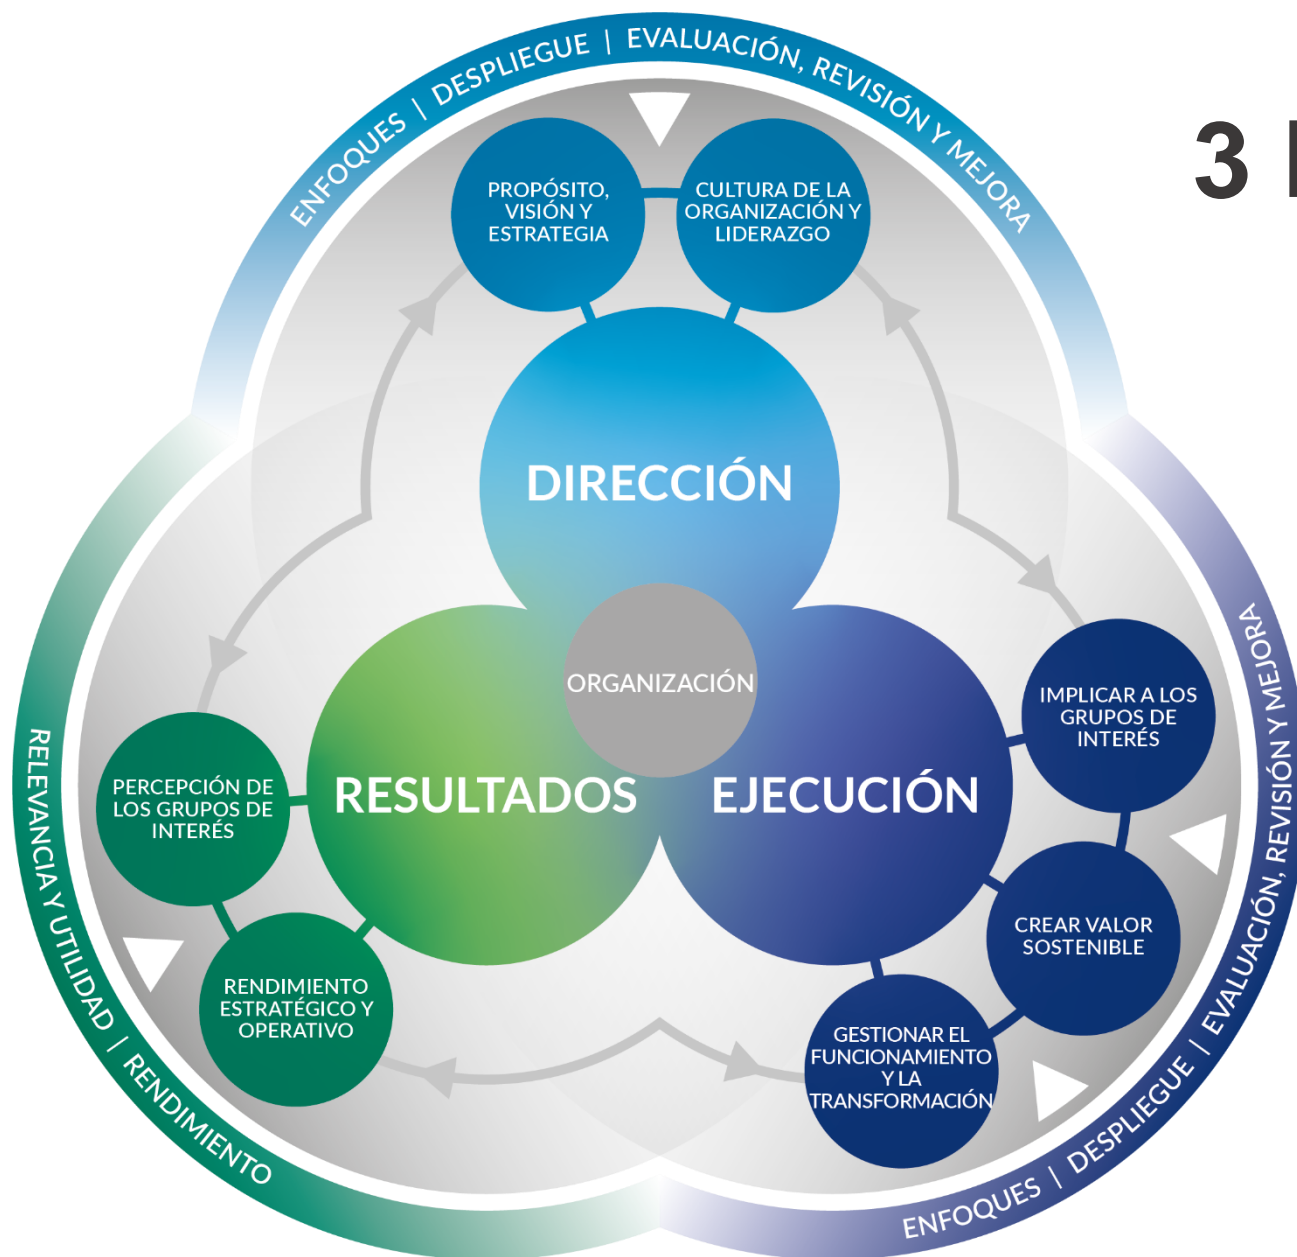 ENFOQUES | DESPLIEGUE | EVALUACIÓN, REVISIÓN Y MEJORA
3
PROPÓSITO,
VISIÓN Y
ESTRATEGIA
CULTURA DE LA
ORGANIZACIÓN Y
LIDERAZGO
DIRECCIÓN
ORGANIZACIÓN
RESULTADOS
EJECUCIÓN
IMPLICAR A LOS
GRUPOS DE
INTERÉS
CREAR VALOR
SOSTENIBLE
GESTIONAR EL
FUNCIONAMIENTO
Y LA
TRANSFORMACIÓN
ENFOQUES | DESPLIEGUE | EVALUACIÓN, REVISIÓN Y MEJORA
PERCEPCIÓN DE
LOS GRUPOS DE
INTERÉS
RENDIMIENTO
ESTRATÉGICO Y
OPERATIVO
RELEVANCIA Y UTILIDAD | RENDIMIENTO